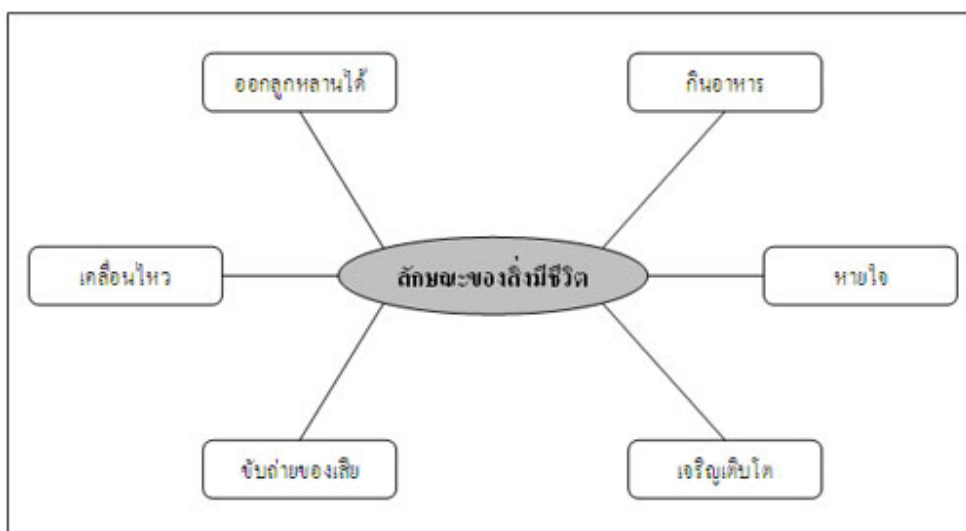 ออกลูกหลานได้
กินอาหาร
เคลื่อนไหว
ลักษณะของสิ่งมีชีวิต
หายใจ
ขับถ่ายของเสีย
เจริญเติบโต